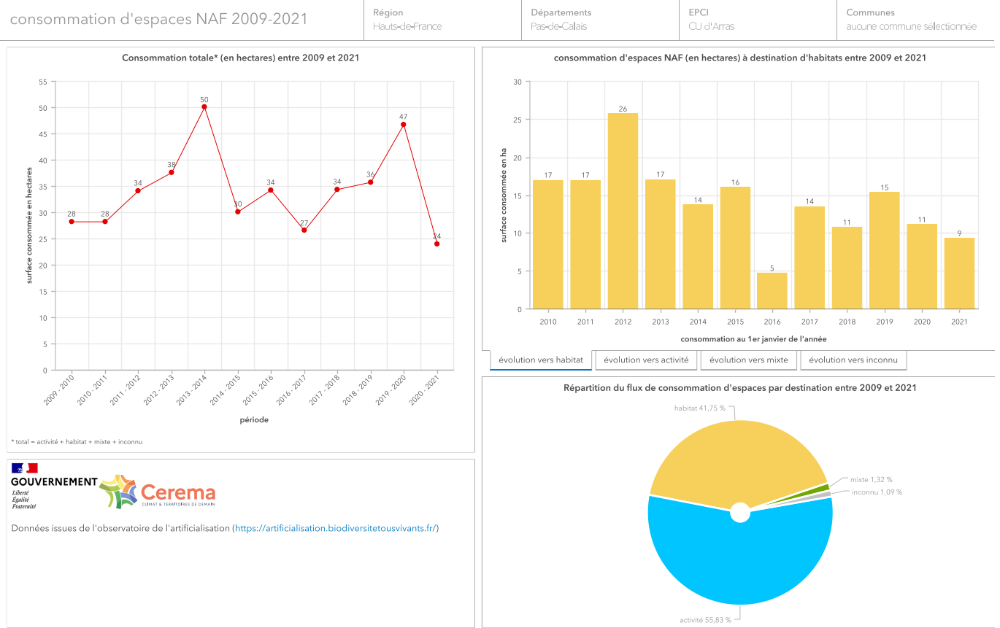 consommation d'espaces NAF 2009-2021
Région
Hauts-de-France
Départements
Pas-de-Calais
EPCI
CU d'Arras
Communes
aucune commune sélectionnée
Consommation totale* (en hectares) entre 2009 et 2021
surface consommée en hectares
55
50
45
40
35
30
25
20
15
10
5
0
28
28
34
38
50
30
34
27
34
36
47
24
2009 - 2010
2010 - 2011
2011 - 2012
2012 - 2013
2013 - 2014
2014 - 2015
2015 - 2016
2016 - 2017
2017 - 2018
2018 - 2019
2019 - 2020
2020 - 2021
période
* total = activité + habitat + mixte + inconnu
consommation d'espaces NAF (en hectares) à destination d'habitats entre 2009 et 2021
surface consommée en ha
30
25
20
15
10
5
0
17
17
26
17
14
16
5
14
11
15
11
9
2010
2011
2012
2013
2014
2015
2016
2017
2018
2019
2020
2021
consommation au 1er janvier de l'année
évolution vers habitat
évolution vers activité
évolution vers mixte
évolution vers inconnu
Répartition du flux de consommation d'espaces par destination entre 2009 et 2021
habitat 41,75 %
mixte 1,32 %
inconnu 1,09 %
activité 55,83 %
GOUVERNEMENT
Liberté
Égalité
Fraternité
Cerema
CLIMAT & TERRITOIRES DE DEMAIN
Données issues de l'observatoire de l'artificialisation (https://artificialisation.biodiversitetousvivants.fr/)